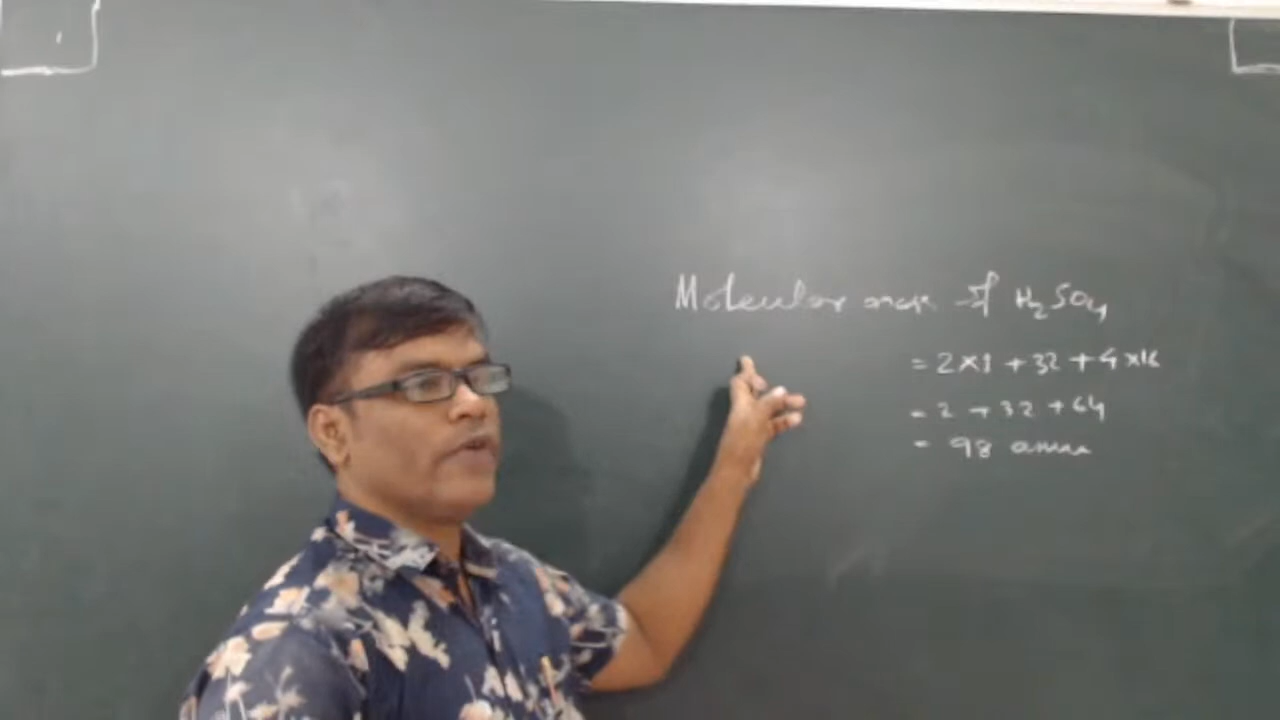 Molecular mass of H₂SO₄
= 2×1 + 32 + 4×16
= 2 + 32 + 64
= 98 amu